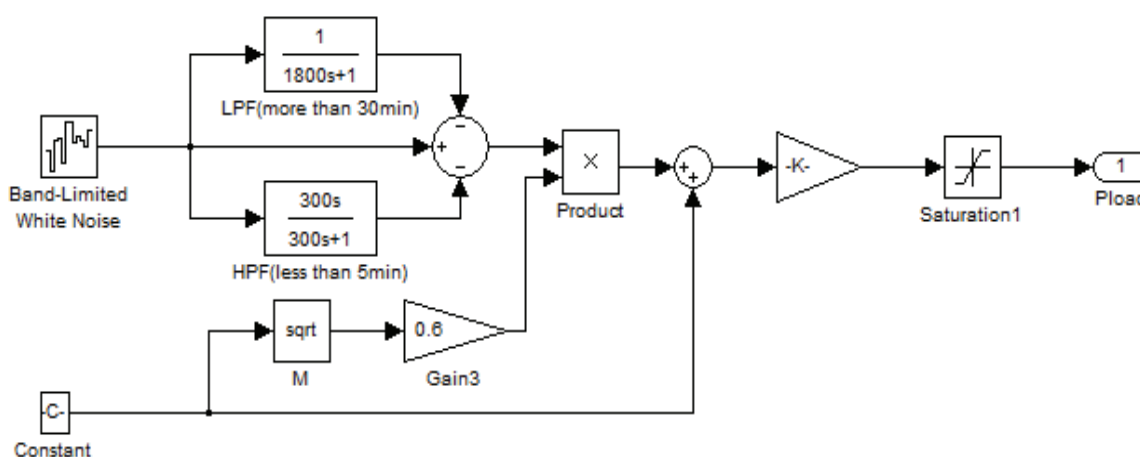 1
1800s+1
LPF(more than 30min)
−
+
−
Band-Limited
White Noise
300s
300s+1
HPF(less than 5min)
×
Product
+
+
-K-
Saturation1
1
Pload
sqrt
M
0.6
Gain3
-C-
Constant